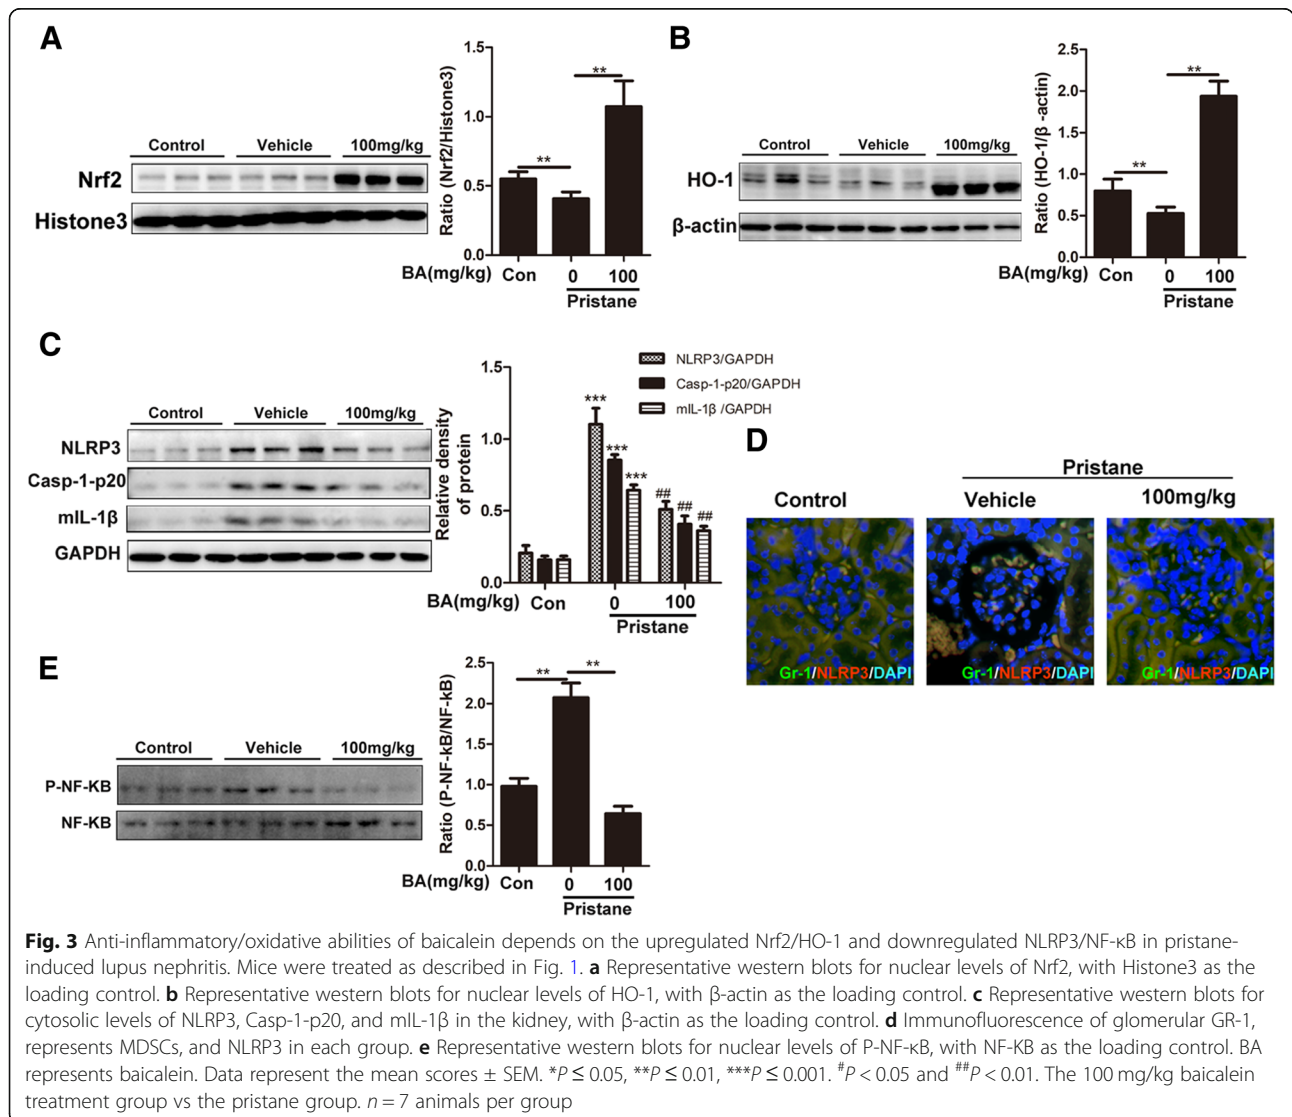 A
Control Vehicle 100mg/kg
Nrf2
Histone3
Ratio (Nrf2/Histone3)
1.5
1.0
0.5
0.0
**
**
BA(mg/kg) Con 0 100
Pristane
B
Control Vehicle 100mg/kg
HO-1
β-actin
Ratio (HO-1/β -actin)
2.5
2.0
1.5
1.0
0.5
0.0
**
**
BA(mg/kg) Con 0 100
Pristane
C
Control Vehicle 100mg/kg
NLRP3
Casp-1-p20
mIL-1β
GAPDH
Relative density
of protein
1.5
1.0
0.5
0.0
NLRP3/GAPDH
Casp-1-p20/GAPDH
mIL-1β /GAPDH
*** *** ***
## ## ##
BA(mg/kg) Con 0 100
Pristane
D
Pristane
Control Vehicle 100mg/kg
Gr-1/NLRP3/DAPI Gr-1/NLRP3/DAPI Gr-1/NLRP3/DAPI
E
Control Vehicle 100mg/kg
P-NF-KB
NF-KB
Ratio (P-NF-kB/NF-kB)
2.5
2.0
1.5
1.0
0.5
0.0
** **
BA(mg/kg) Con 0 100
Pristane
Fig. 3 Anti-inflammatory/oxidative abilities of baicalein depends on the upregulated Nrf2/HO-1 and downregulated NLRP3/NF-κB in pristane-
induced lupus nephritis. Mice were treated as described in Fig. 1. a Representative western blots for nuclear levels of Nrf2, with Histone3 as the
loading control. b Representative western blots for nuclear levels of HO-1, with β-actin as the loading control. c Representative western blots for
cytosolic levels of NLRP3, Casp-1-p20, and mIL-1β in the kidney, with β-actin as the loading control. d Immunofluorescence of glomerular GR-1,
represents MDSCs, and NLRP3 in each group. e Representative western blots for nuclear levels of P-NF-κB, with NF-KB as the loading control. BA
represents baicalein. Data represent the mean scores ± SEM. *P ≤ 0.05, **P ≤ 0.01, ***P ≤ 0.001. #P < 0.05 and ##P < 0.01. The 100 mg/kg baicalein
treatment group vs the pristane group. n = 7 animals per group